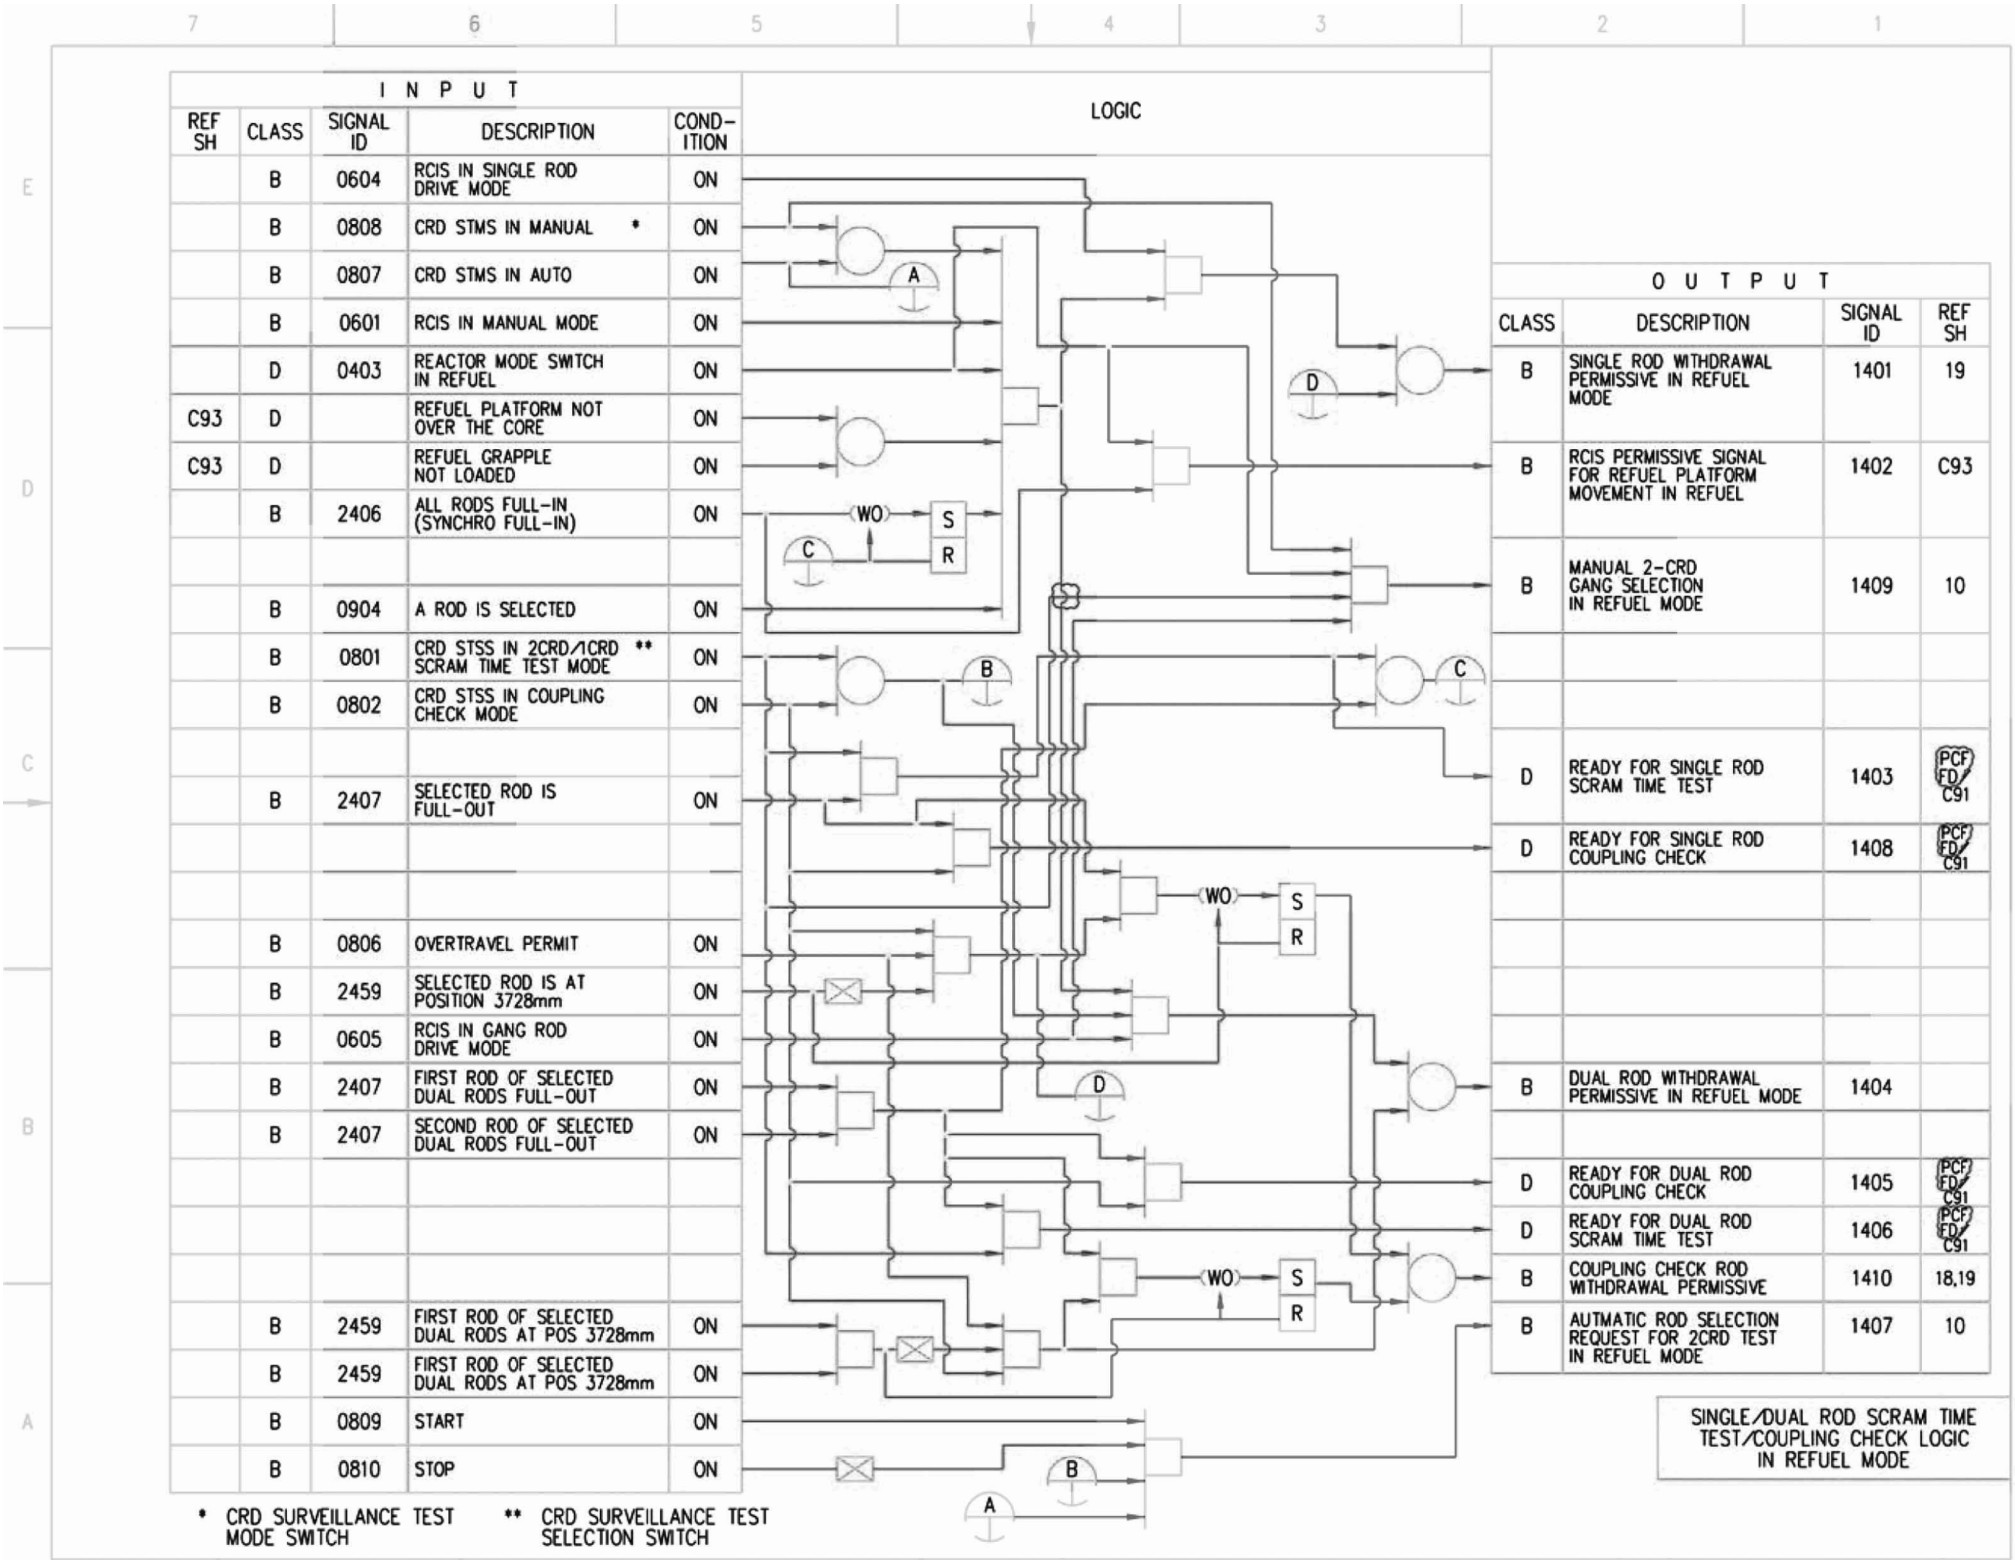 7 6 5 4 3 2 1
E
D
C
B
A
I N P U T
LOGIC
REF SH
CLASS
SIGNAL ID
DESCRIPTION
COND-ITION
B 0604 RCIS IN SINGLE ROD
DRIVE MODE ON
B 0808 CRD STMS IN MANUAL * ON
B 0807 CRD STMS IN AUTO ON
B 0601 RCIS IN MANUAL MODE ON
D 0403 REACTOR MODE SWITCH
IN REFUEL ON
C93 D REFUEL PLATFORM NOT
OVER THE CORE ON
C93 D REFUEL GRAPPLE
NOT LOADED ON
B 2406 ALL RODS FULL-IN
(SYNCHRO FULL-IN) ON
B 0904 A ROD IS SELECTED ON
B 0801 CRD STSS IN 2CRD/1CRD **
SCRAM TIME TEST MODE ON
B 0802 CRD STSS IN COUPLING
CHECK MODE ON
B 2407 SELECTED ROD IS
FULL-OUT ON
B 0806 OVERTRAVEL PERMIT ON
B 2459 SELECTED ROD IS AT
POSITION 3728mm ON
B 0605 RCIS IN GANG ROD
DRIVE MODE ON
B 2407 FIRST ROD OF SELECTED
DUAL RODS FULL-OUT ON
B 2407 SECOND ROD OF SELECTED
DUAL RODS FULL-OUT ON
B 2459 FIRST ROD OF SELECTED
DUAL RODS AT POS 3728mm ON
B 2459 FIRST ROD OF SELECTED
DUAL RODS AT POS 3728mm ON
B 0809 START ON
B 0810 STOP ON
A
D
(WO) S
R
C
B
C
(WO) S
R
D
(WO) S
R
B
A
O U T P U T
CLASS
DESCRIPTION
SIGNAL ID
REF SH
B SINGLE ROD WITHDRAWAL
PERMISSIVE IN REFUEL
MODE 1401 19
B RCIS PERMISSIVE SIGNAL
FOR REFUEL PLATFORM
MOVEMENT IN REFUEL 1402 C93
B MANUAL 2-CRD
GANG SELECTION
IN REFUEL MODE 1409 10
D READY FOR SINGLE ROD
SCRAM TIME TEST 1403 PCF/
FD/
C91
D READY FOR SINGLE ROD
COUPLING CHECK 1408 PCF/
FD/
C91
B DUAL ROD WITHDRAWAL
PERMISSIVE IN REFUEL MODE 1404
D READY FOR DUAL ROD
COUPLING CHECK 1405 PCF/
FD/
C91
D READY FOR DUAL ROD
SCRAM TIME TEST 1406 PCF/
FD/
C91
B COUPLING CHECK ROD
WITHDRAWAL PERMISSIVE 1410 18,19
B AUTMATIC ROD SELECTION
REQUEST FOR 2CRD TEST
IN REFUEL MODE 1407 10
SINGLE/DUAL ROD SCRAM TIME
TEST/COUPLING CHECK LOGIC
IN REFUEL MODE
* CRD SURVEILLANCE TEST
MODE SWITCH
** CRD SURVEILLANCE TEST
SELECTION SWITCH